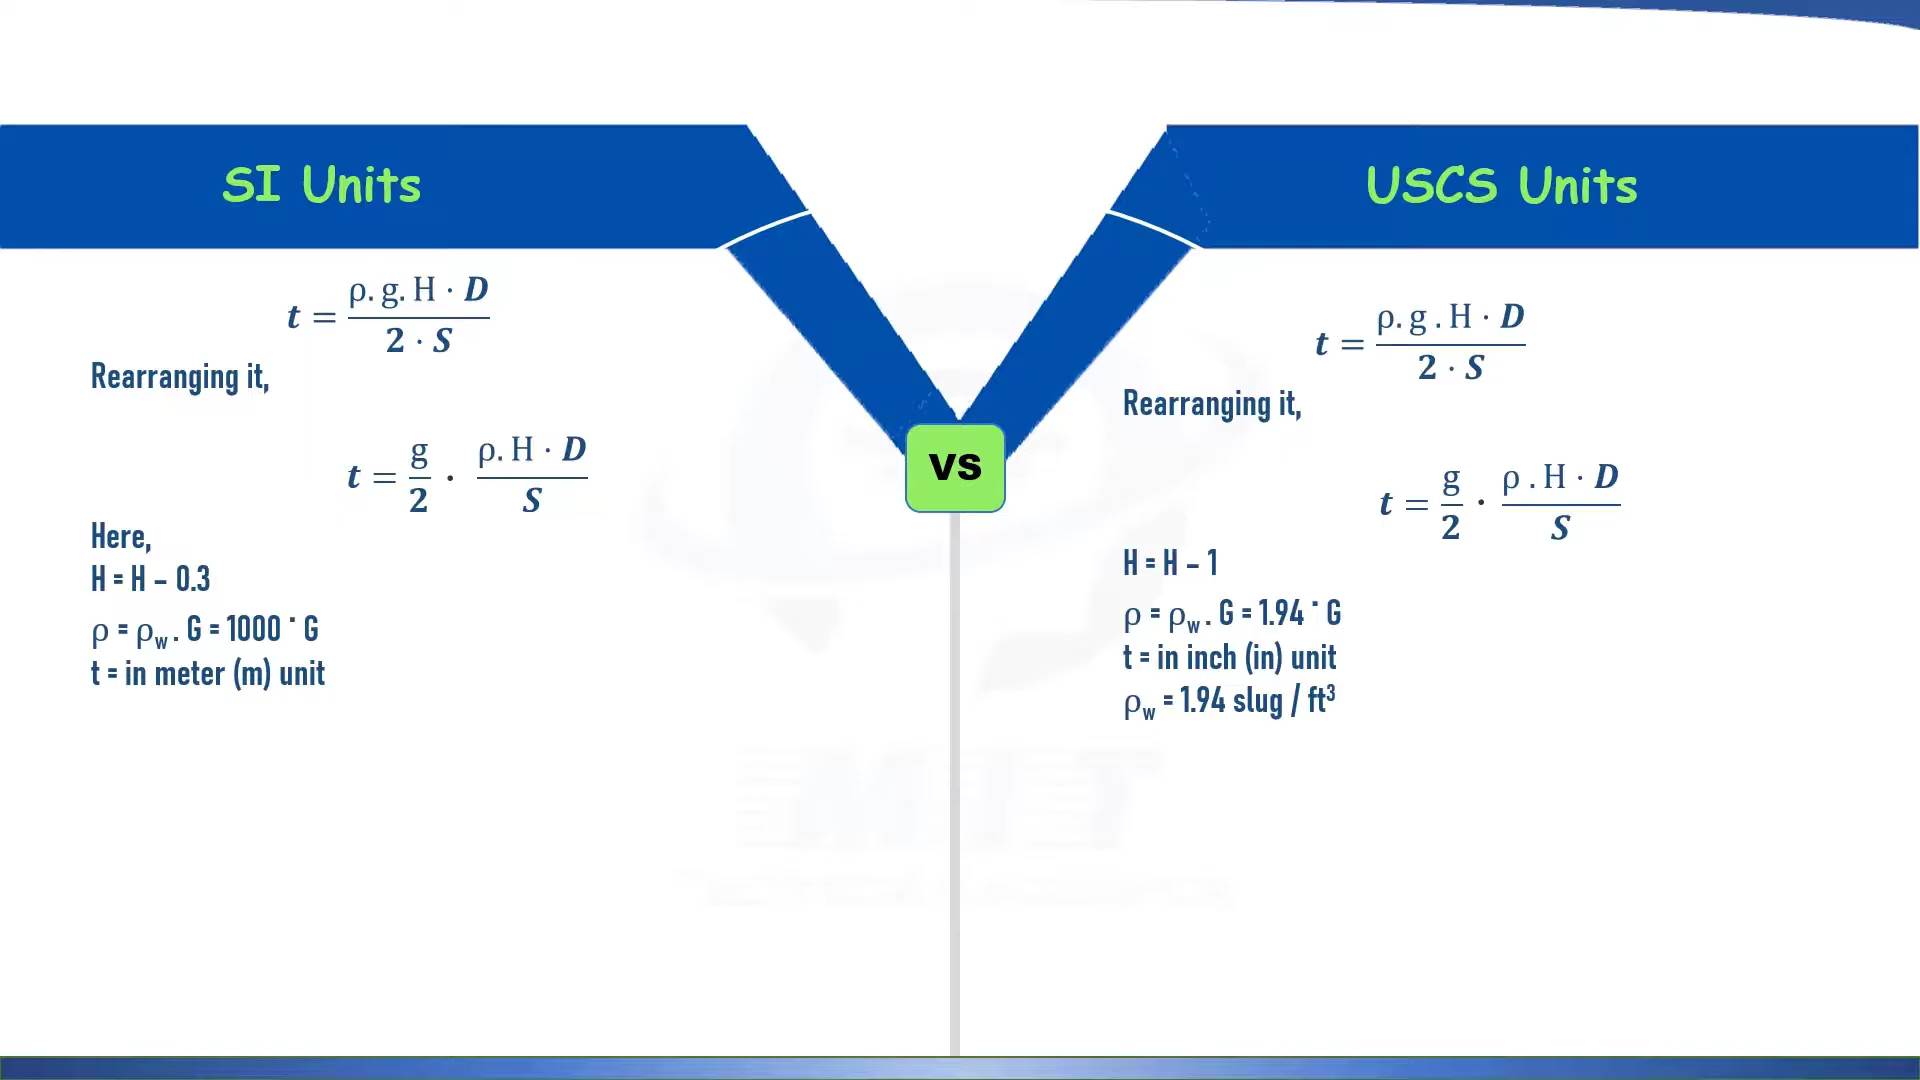 SI Units
t = ρ. g. H · D / 2 · S
Rearranging it,
t = g / 2 · ρ. H · D / S
Here,
H = H – 0.3
ρ = ρw . G = 1000 · G
t = in meter (m) unit
VS
USCS Units
t = ρ. g . H · D / 2 · S
Rearranging it,
t = g / 2 · ρ . H · D / S
H = H – 1
ρ = ρw . G = 1.94 · G
t = in inch (in) unit
ρw = 1.94 slug / ft³